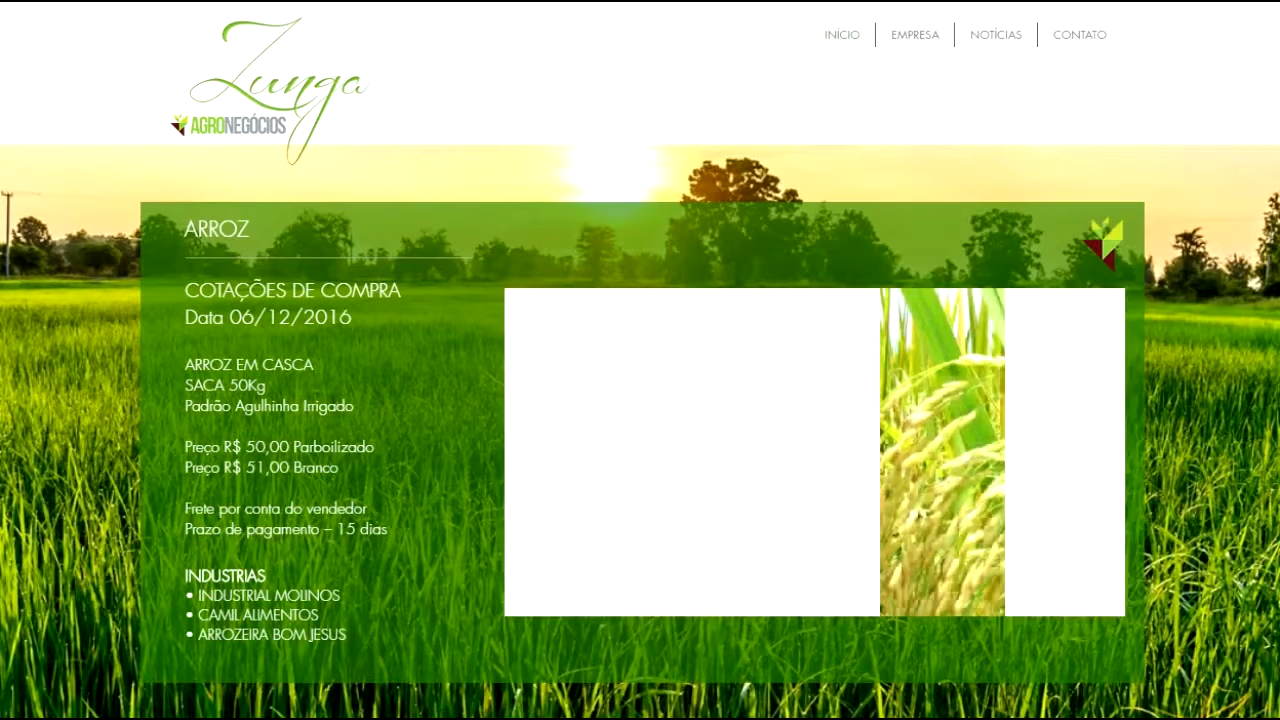 Zunga
AGRONEGÓCIOS
INÍCIO
EMPRESA
NOTÍCIAS
CONTATO
ARROZ
COTAÇÕES DE COMPRA
Data 06/12/2016
ARROZ EM CASCA
SACA 50Kg
Padrão Agulhinha Irrigado
Preço R$ 50,00 Parboilizado
Preço R$ 51,00 Branco
Frete por conta do vendedor
Prazo de pagamento – 15 dias
INDUSTRIAS
• INDUSTRIAL MOLINOS
• CAMIL ALIMENTOS
• ARROZEIRA BOM JESUS